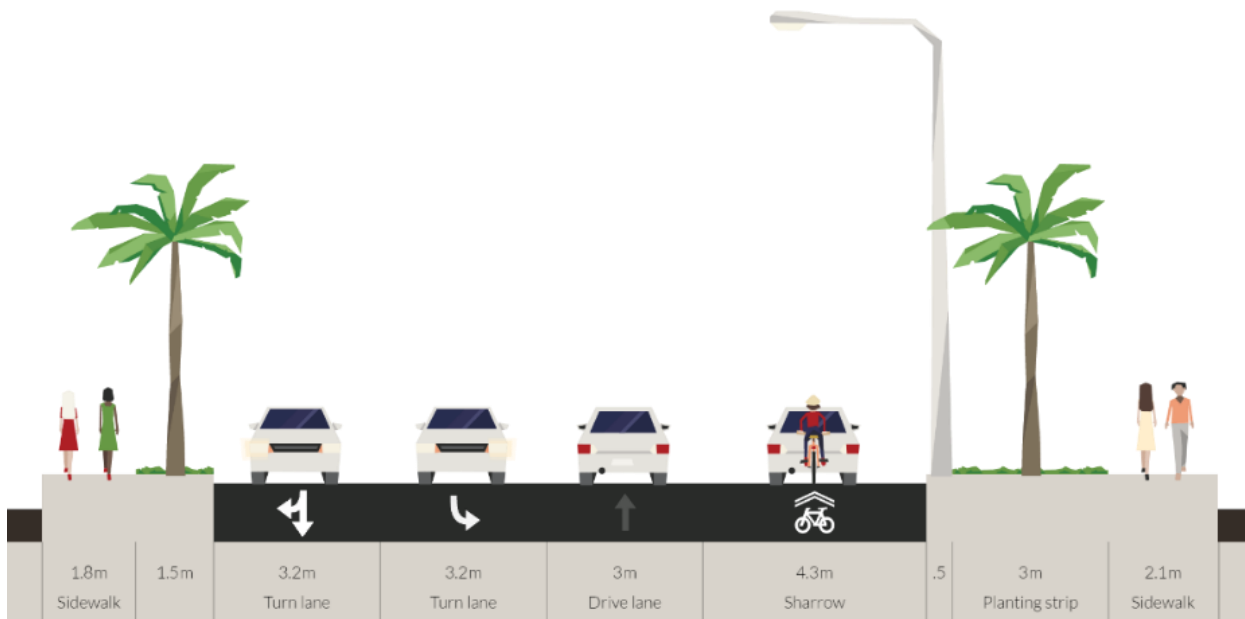 1.8m
Sidewalk
1.5m
3.2m
Turn lane
3.2m
Turn lane
3m
Drive lane
4.3m
Sharrow
.5
3m
Planting strip
2.1m
Sidewalk